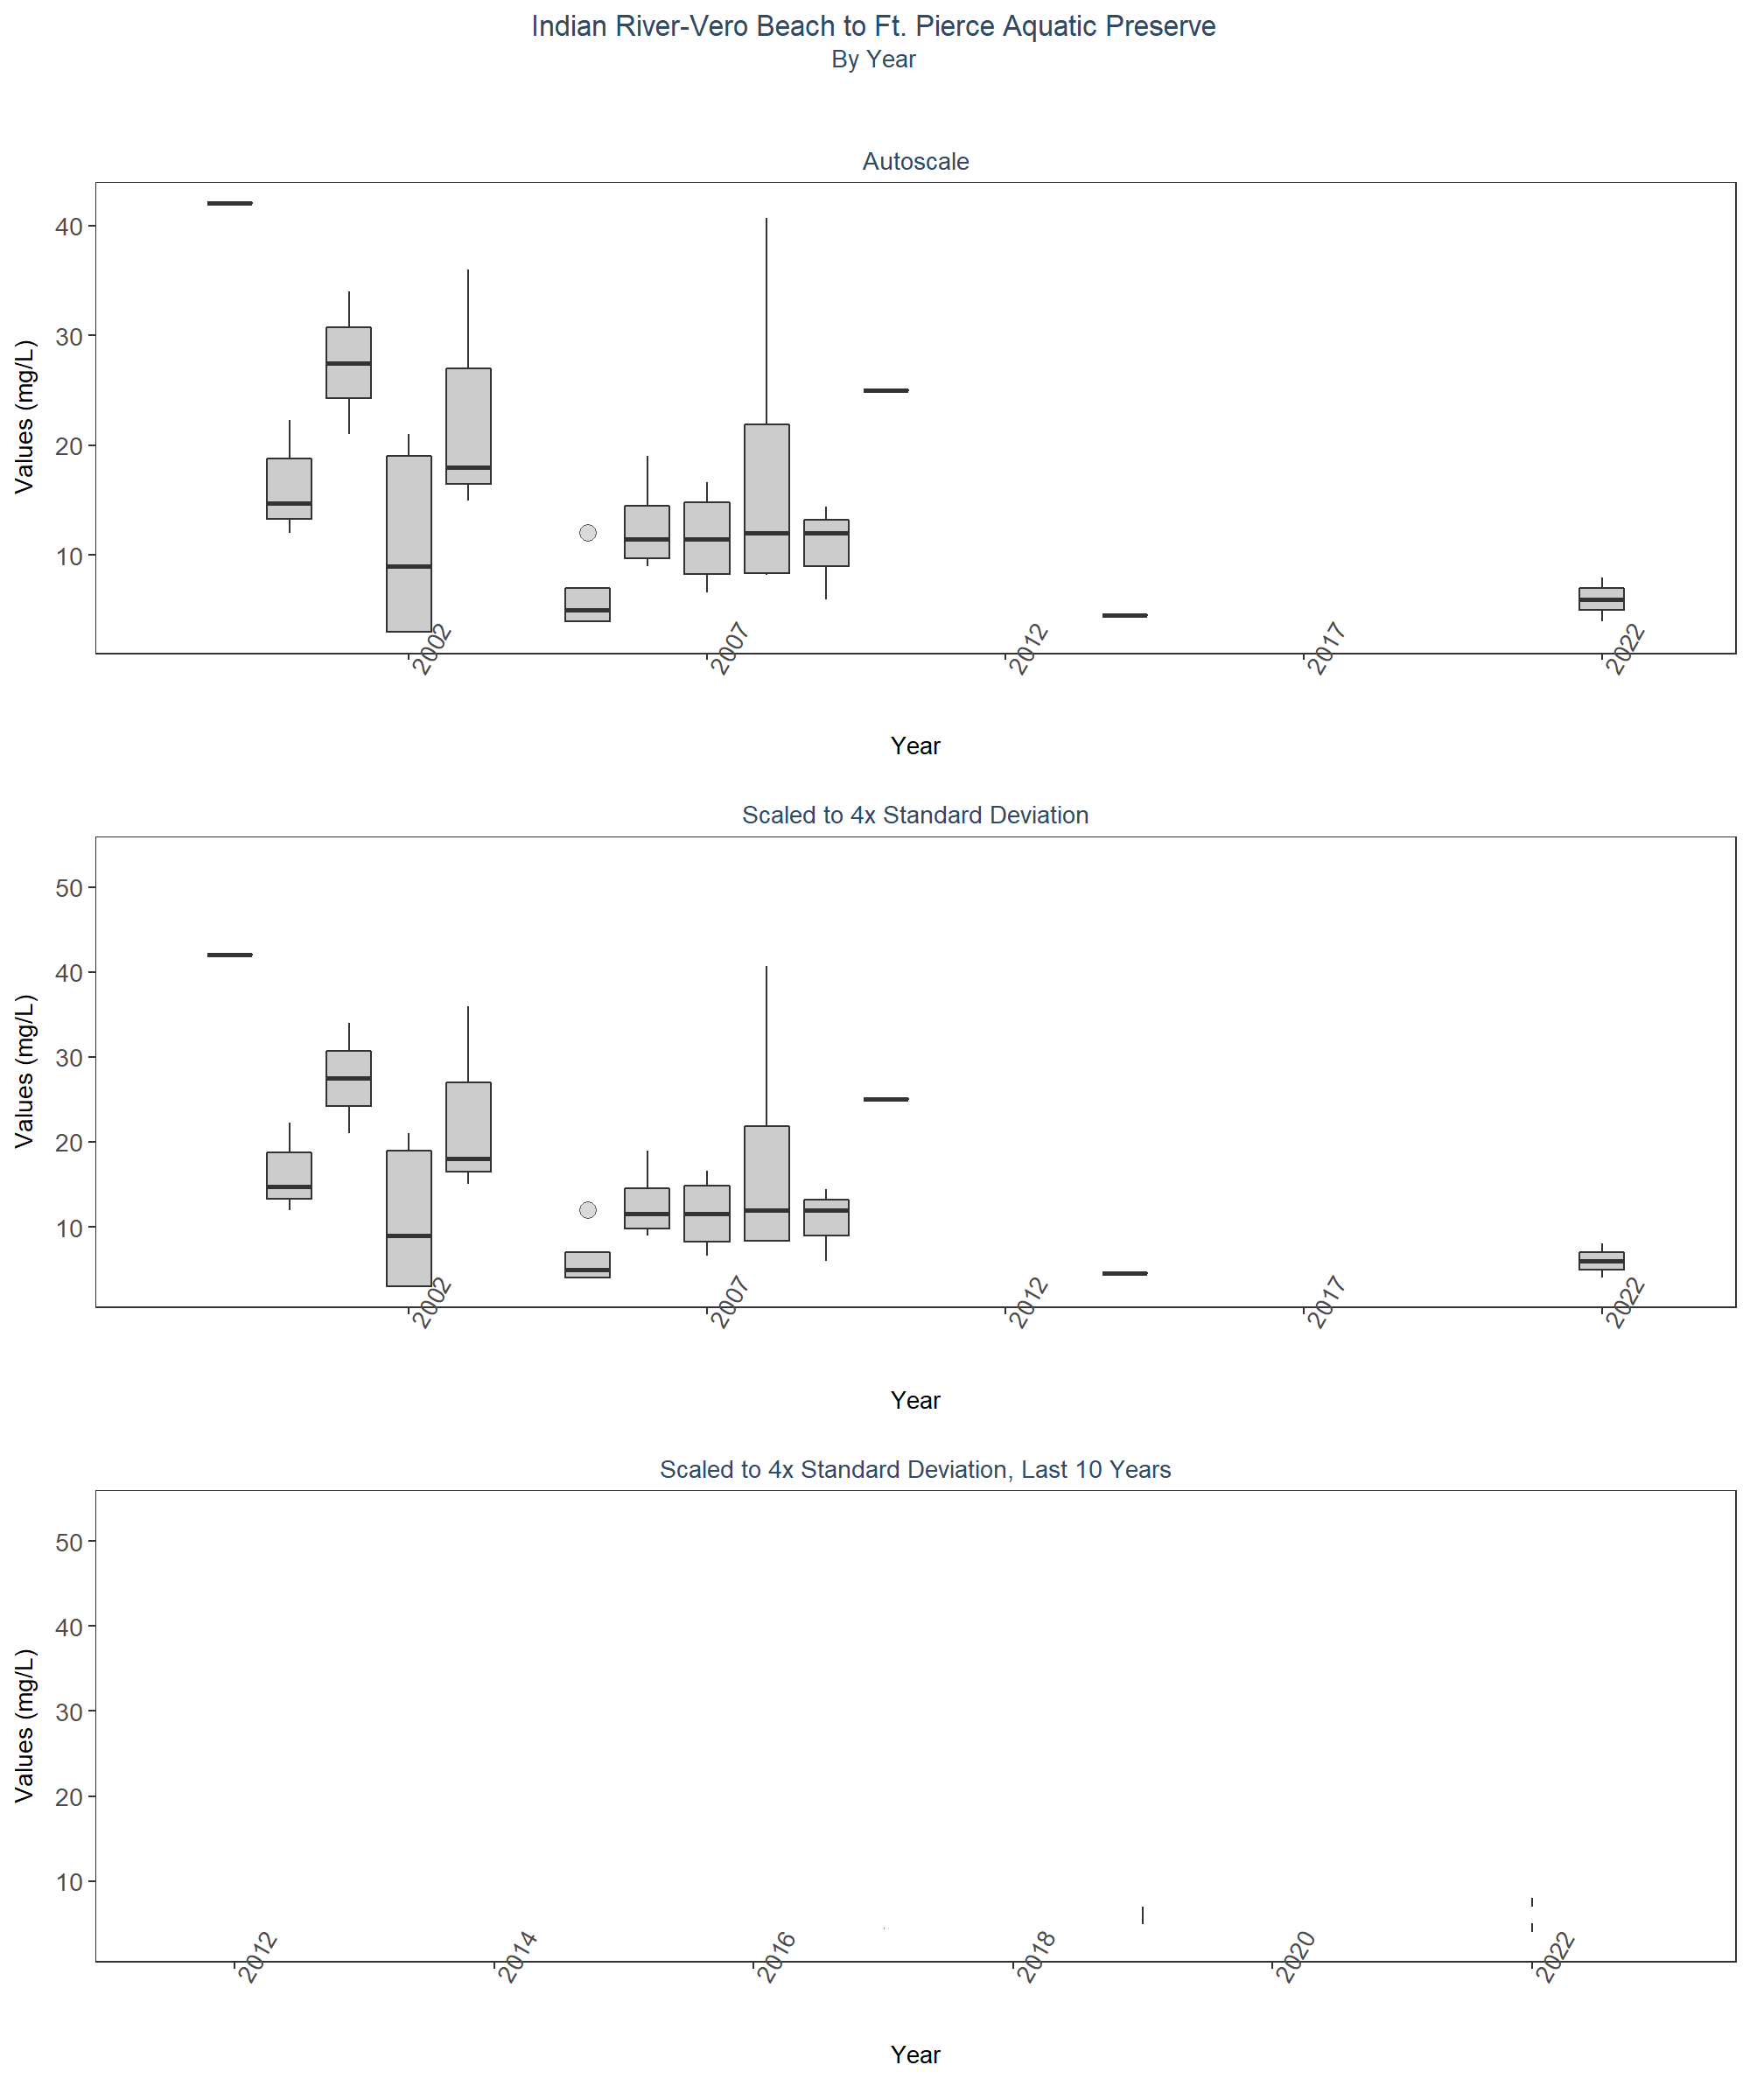 Indian River-Vero Beach to Ft. Pierce Aquatic Preserve
By Year
Autoscale
Values (mg/L)
40
30
20
10
2002
2007
2012
2017
2022
Year
Scaled to 4x Standard Deviation
Values (mg/L)
50
40
30
20
10
2002
2007
2012
2017
2022
Year
Scaled to 4x Standard Deviation, Last 10 Years
Values (mg/L)
50
40
30
20
10
2012
2014
2016
2018
2020
2022
Year